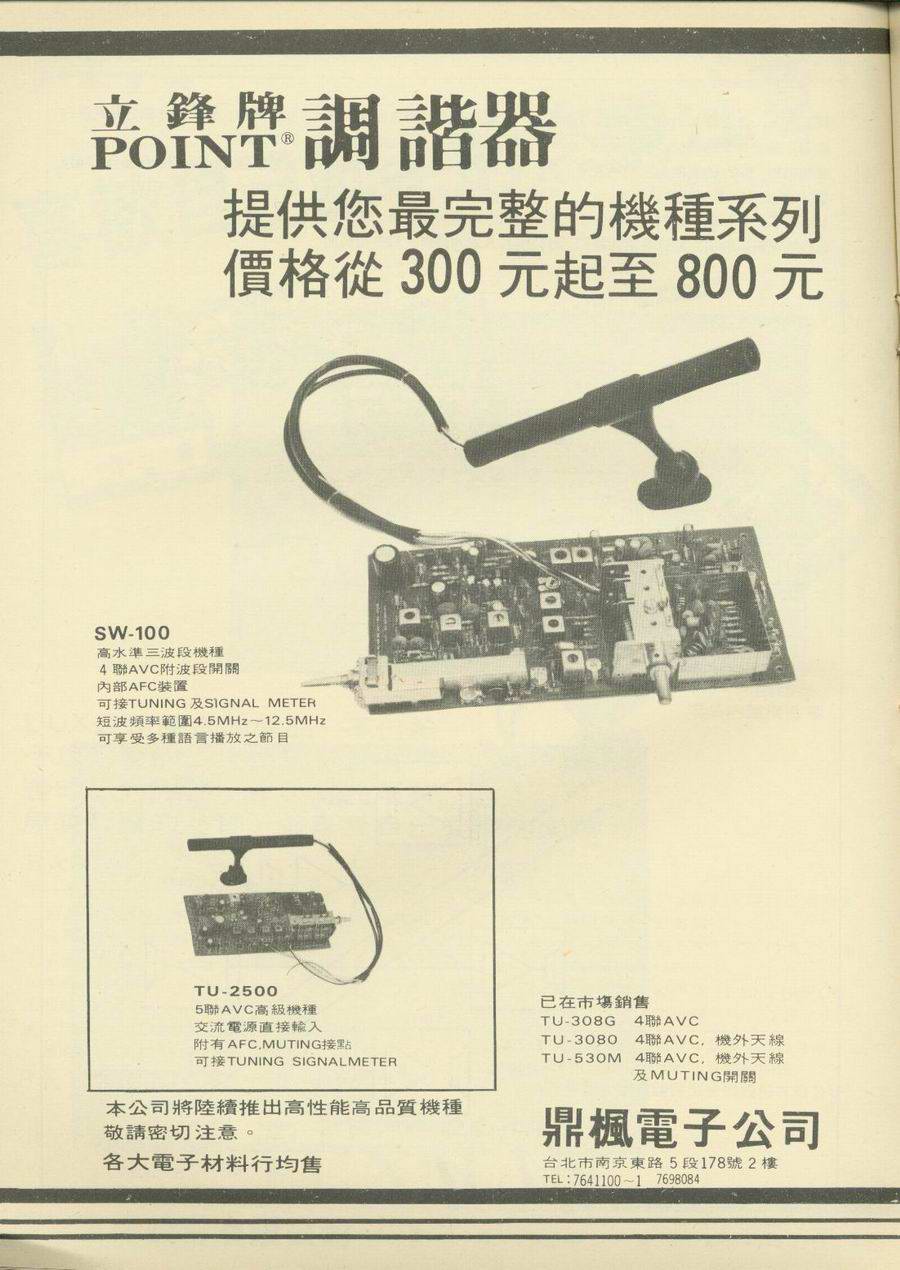 立鋒牌
POINT® 調諧器
提供您最完整的機種系列
價格從 300 元起至 800 元
SW-100
高水準三波段機種
4 聯AVC附波段開關
內部AFC裝置
可接TUNING 及SIGNAL METER
短波頻率範圍4.5MHz～12.5MHz
可享受多種語言播放之節目
TU-2500
5聯AVC高級機種
交流電源直接輸入
附有AFC,MUTING接點
可接TUNING SIGNALMETER
已在市場銷售
TU-308G 4聯AVC
TU-3080 4聯AVC, 機外天線
TU-530M 4聯AVC, 機外天線
及MUTING開關
本公司將陸續推出高性能高品質機種
敬請密切注意。
各大電子材料行均售
鼎楓電子公司
台北市南京東路 5 段178號 2 樓
TEL:7641100～1 7698084